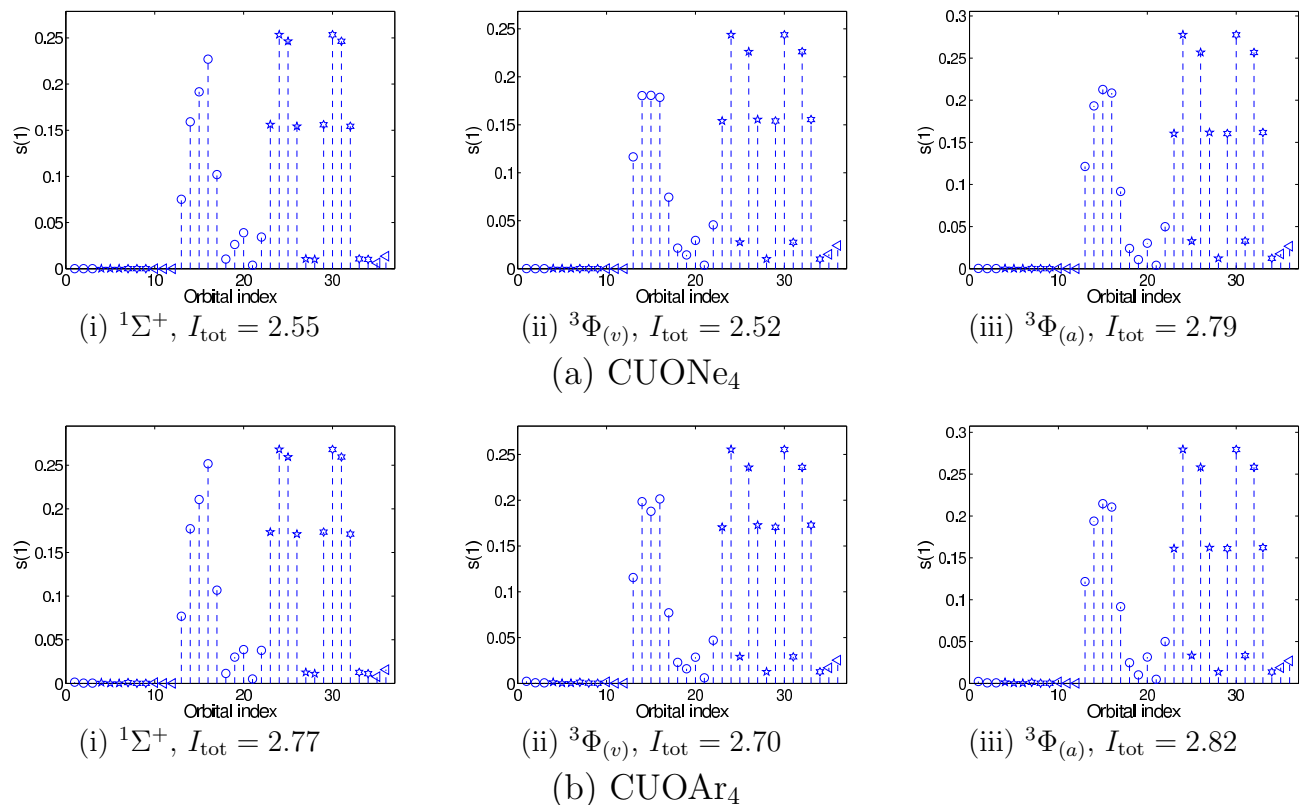 0.25
0.2
0.15
0.1
0.05
0
s(1)
0 10 20 30
Orbital index
(i) ¹Σ⁺, I_tot = 2.55
0.25
0.2
0.15
0.1
0.05
0
s(1)
0 10 20 30
Orbital index
(ii) ³Φ_(v), I_tot = 2.52
0.3
0.25
0.2
0.15
0.1
0.05
0
s(1)
0 10 20 30
Orbital index
(iii) ³Φ_(a), I_tot = 2.79
(a) CUONe₄
0.25
0.2
0.15
0.1
0.05
0
s(1)
0 10 20 30
Orbital index
(i) ¹Σ⁺, I_tot = 2.77
0.25
0.2
0.15
0.1
0.05
0
s(1)
0 10 20 30
Orbital index
(ii) ³Φ_(v), I_tot = 2.70
0.3
0.25
0.2
0.15
0.1
0.05
0
s(1)
0 10 20 30
Orbital index
(iii) ³Φ_(a), I_tot = 2.82
(b) CUOAr₄